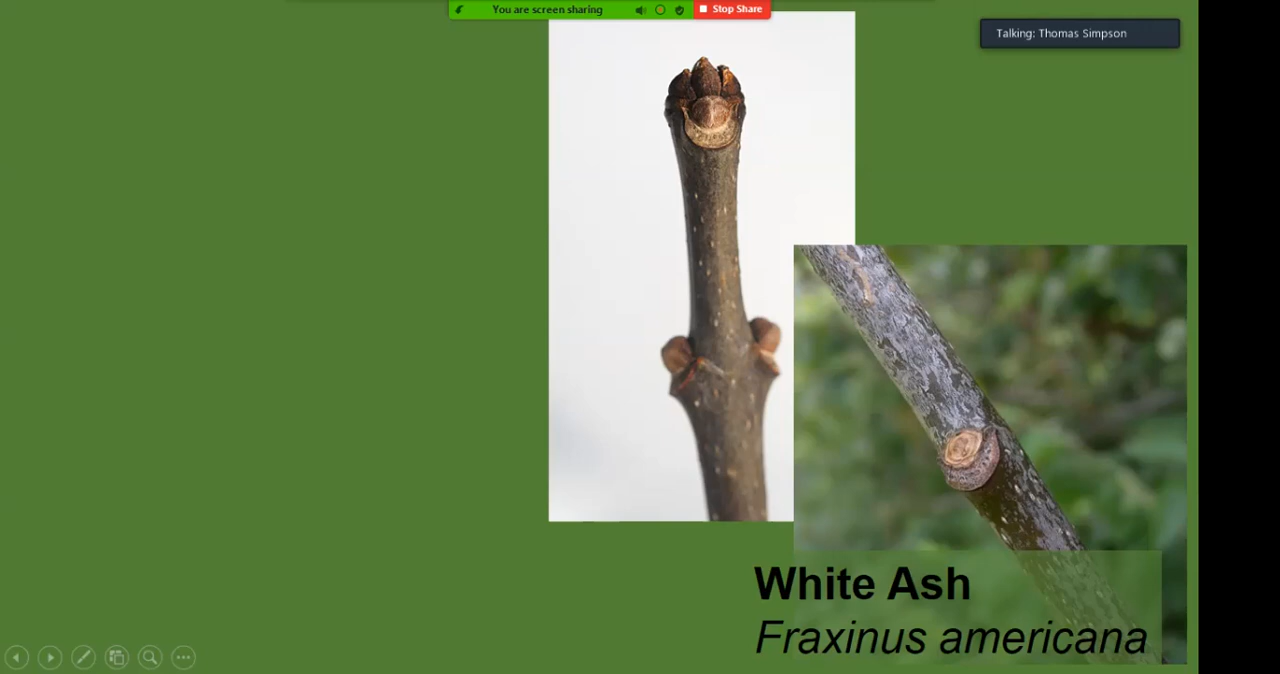 You are screen sharing
Stop Share
Talking: Thomas Simpson
White Ash
Fraxinus americana